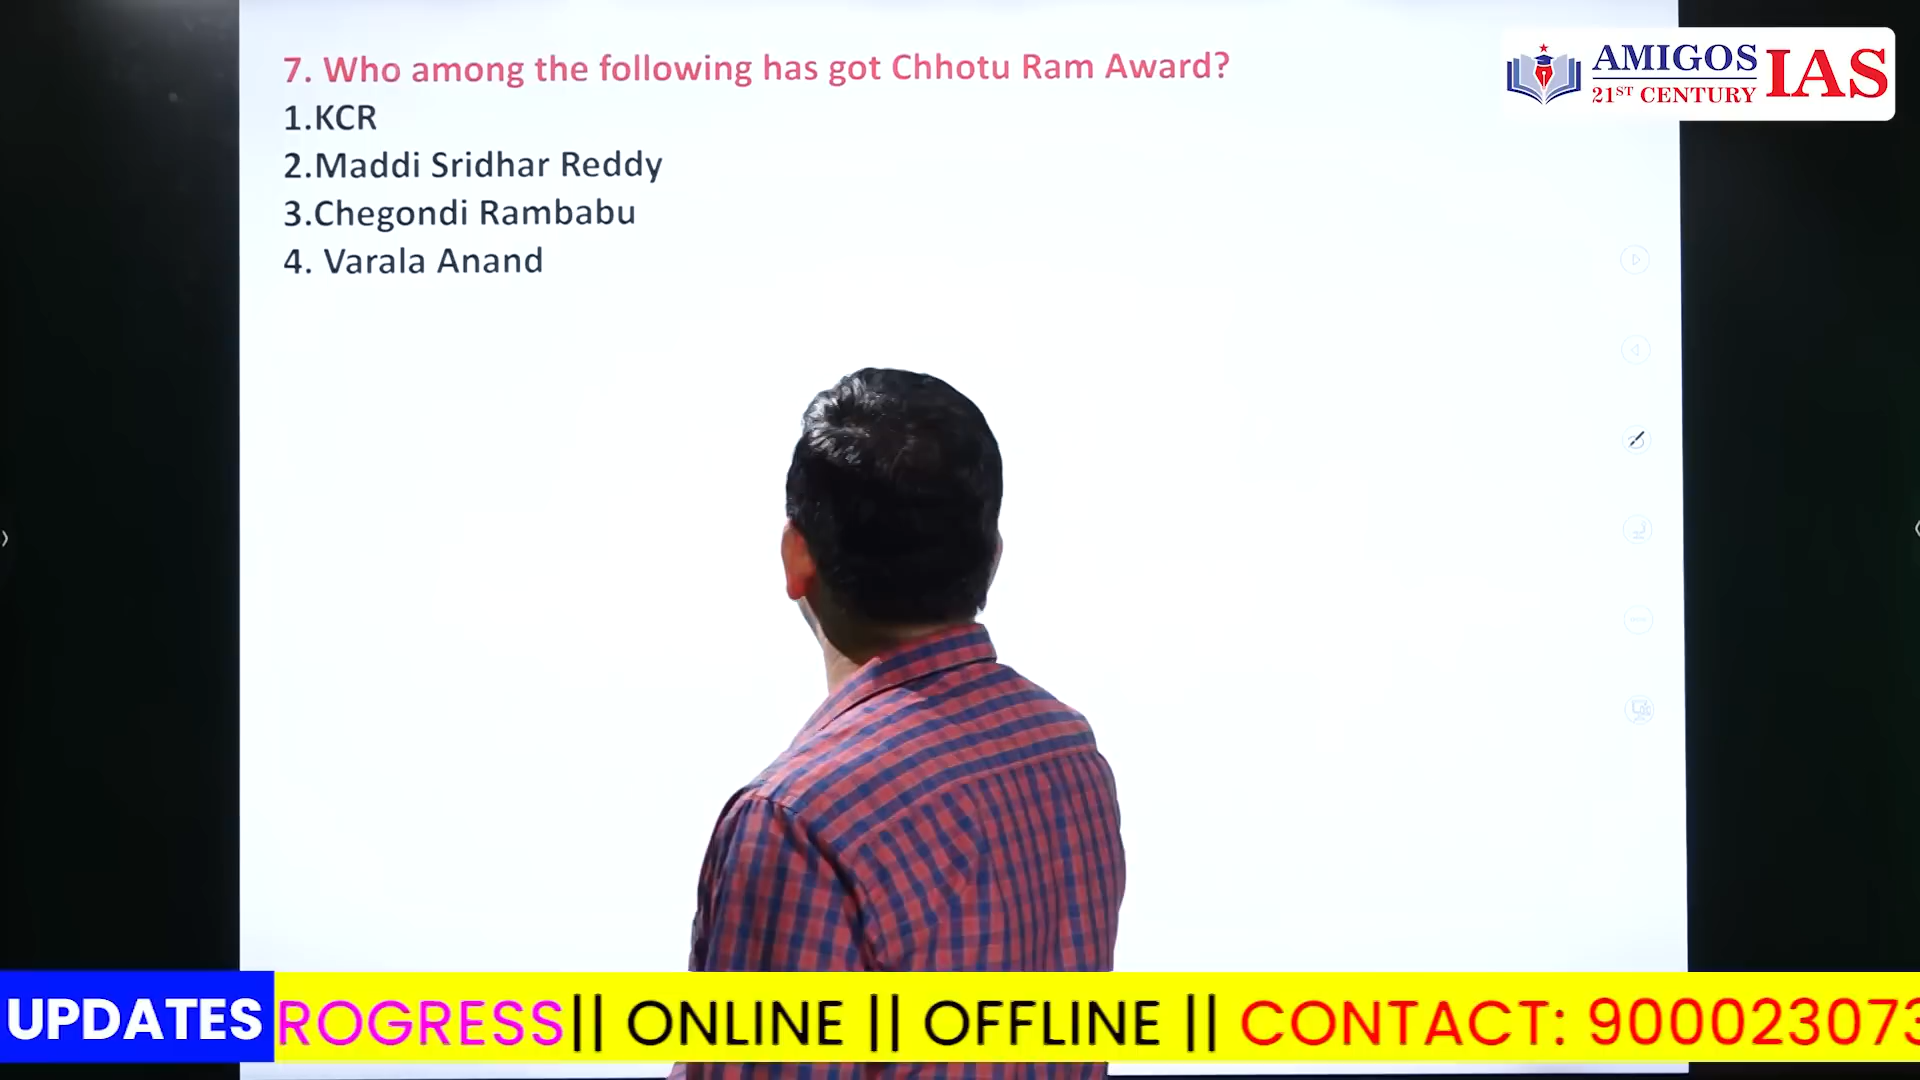 7. Who among the following has got Chhotu Ram Award?
1.KCR
2.Maddi Sridhar Reddy
3.Chegondi Rambabu
4. Varala Anand
AMIGOS
21ST CENTURY
IAS
UPDATES
ROGRESS|| ONLINE || OFFLINE || CONTACT: 900023073